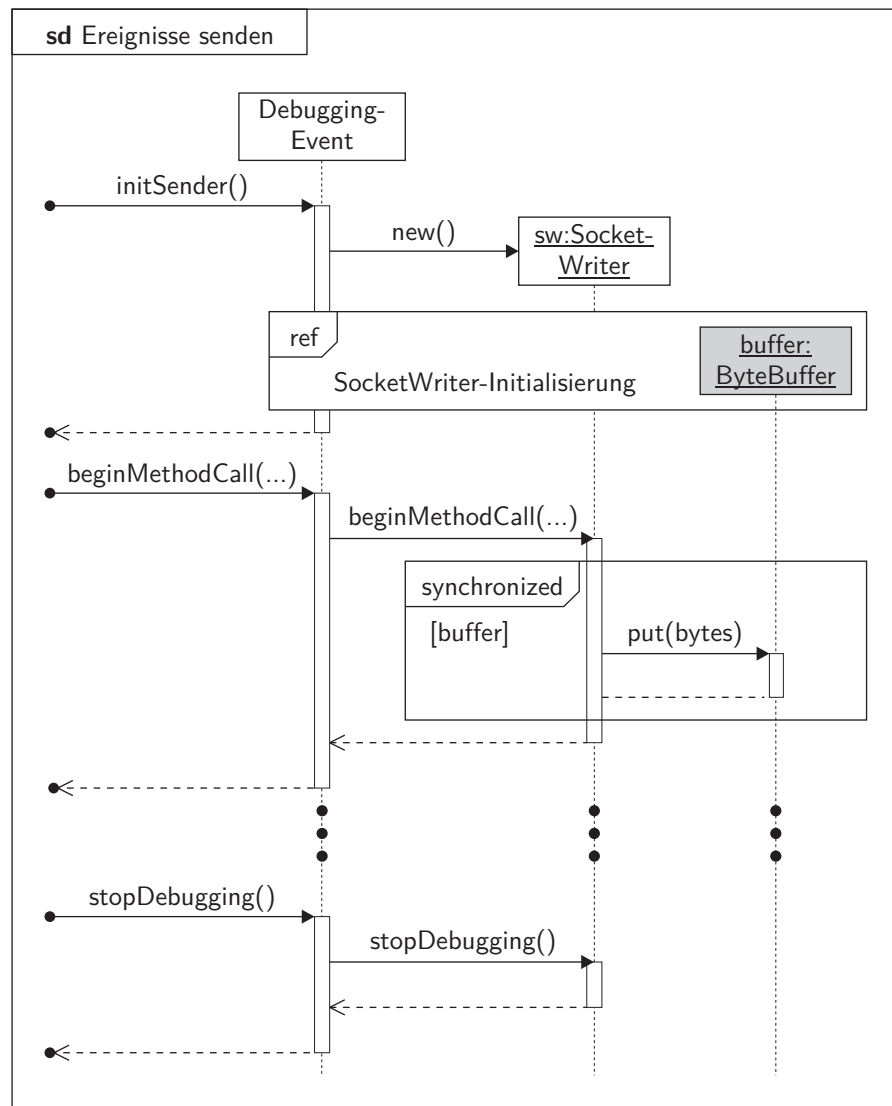 sd Ereignisse senden
Debugging-
Event
initSender()
new()
sw:Socket-
Writer
ref
buffer:
ByteBuffer
SocketWriter-Initialisierung
beginMethodCall(...)
beginMethodCall(...)
synchronized
[buffer]
put(bytes)
stopDebugging()
stopDebugging()